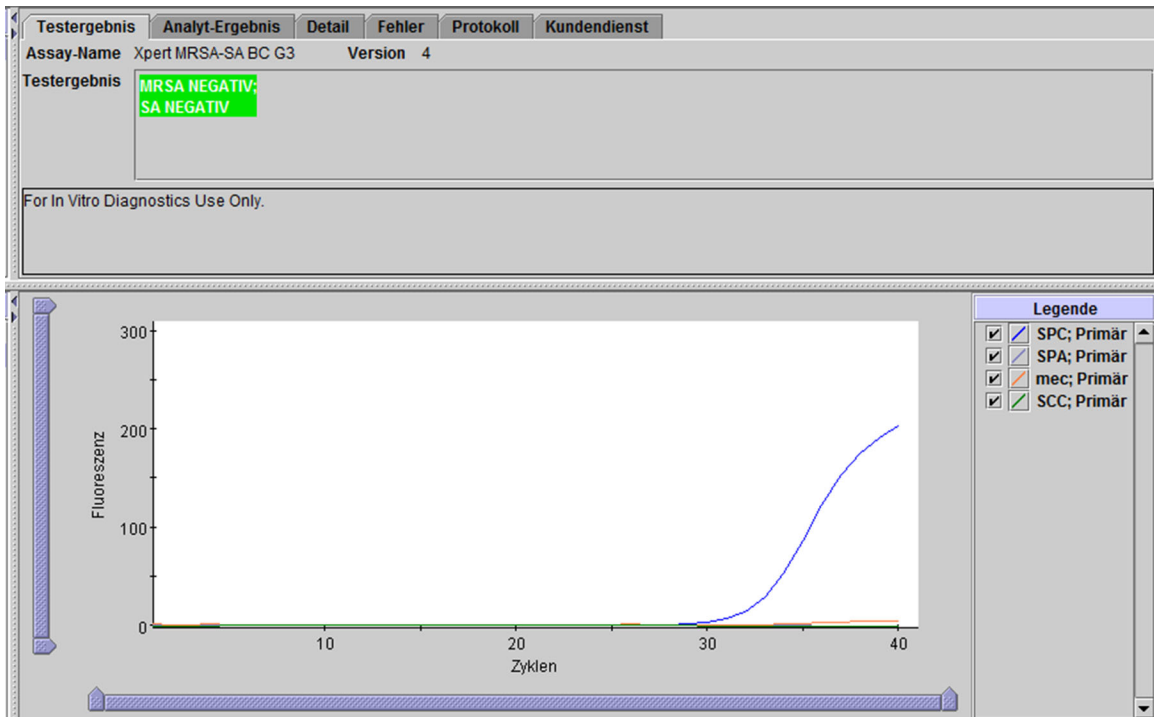 Testergebnis Analyt-Ergebnis Detail Fehler Protokoll Kundendienst
Assay-Name Xpert MRSA-SA BC G3 Version 4
Testergebnis
MRSA NEGATIV;
SA NEGATIV
For In Vitro Diagnostics Use Only.
Legende
SPC; Primär
SPA; Primär
mec; Primär
SCC; Primär
Fluoreszenz
300
200
100
0
10 20 30 40
Zyklen